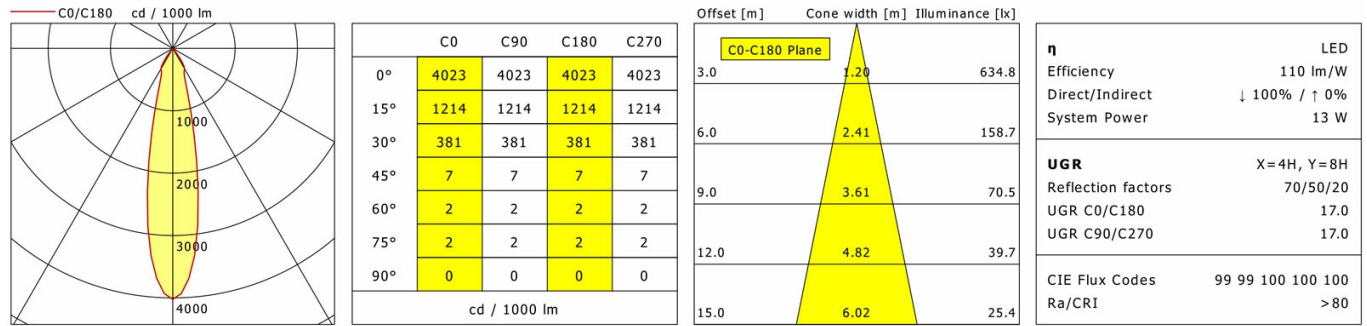 C0/C180 cd / 1000 lm
1000
2000
3000
4000
C0 C90 C180 C270
0° 4023 4023 4023 4023
15° 1214 1214 1214 1214
30° 381 381 381 381
45° 7 7 7 7
60° 2 2 2 2
75° 2 2 2 2
90° 0 0 0 0
cd / 1000 lm
Offset [m] Cone width [m] Illuminance [lx]
C0-C180 Plane
3.0 1.20 634.8
6.0 2.41 158.7
9.0 3.61 70.5
12.0 4.82 39.7
15.0 6.02 25.4
η LED
Efficiency 110 lm/W
Direct/Indirect ↓ 100% / ↑ 0%
System Power 13 W
UGR X=4H, Y=8H
Reflection factors 70/50/20
UGR C0/C180 17.0
UGR C90/C270 17.0
CIE Flux Codes 99 99 100 100 100
Ra/CRI >80